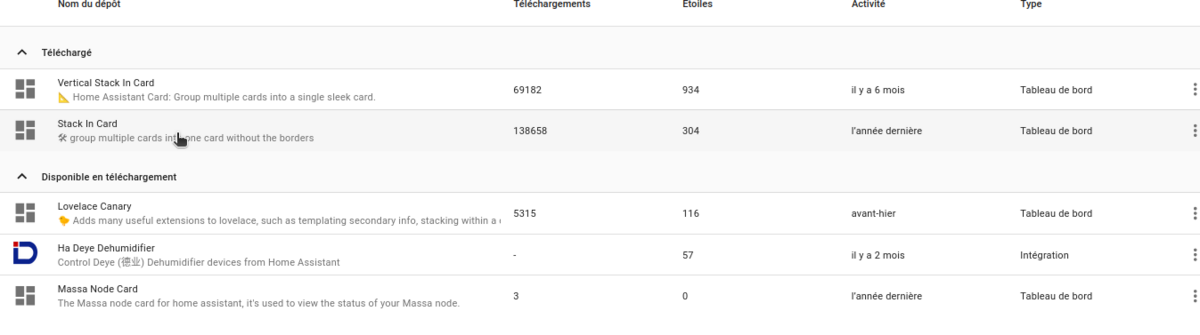 Nom du dépôt Téléchargements Étoiles Activité Type
Téléchargé
Vertical Stack In Card
📐 Home Assistant Card: Group multiple cards into a single sleek card.
69182 934 il y a 6 mois Tableau de bord
Stack In Card
🛠 group multiple cards into one card without the borders
138658 304 l'année dernière Tableau de bord
Disponible en téléchargement
Lovelace Canary
🐤 Adds many useful extensions to lovelace, such as templating secondary info, stacking within a
5315 116 avant-hier Tableau de bord
Ha Deye Dehumidifier
Control Deye (德业) Dehumidifier devices from Home Assistant
- 57 il y a 2 mois Intégration
Massa Node Card
The Massa node card for home assistant, it's used to view the status of your Massa node.
3 0 l'année dernière Tableau de bord